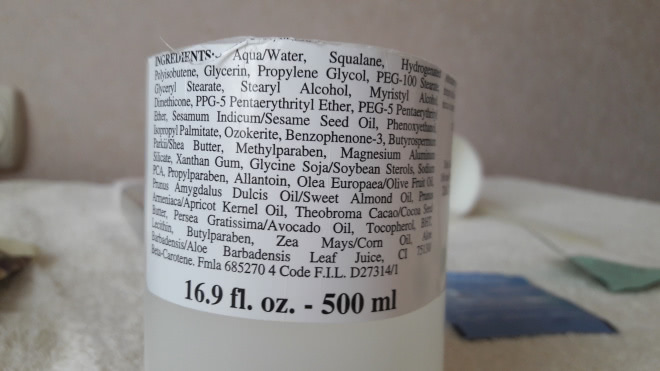 INGREDIENTS: Aqua/Water, Squalane, Hydrogenated
Polyisobutene, Glycerin, Propylene Glycol, PEG-100 Stearate,
Glyceryl Stearate, Stearyl Alcohol, Myristyl Alcohol,
Dimethicone, PPG-5 Pentaerythrityl Ether, PEG-5 Pentaerythrityl
Ether, Sesamum Indicum/Sesame Seed Oil, Phenoxyethanol,
Isopropyl Palmitate, Ozokerite, Benzophenone-3, Butyrospermum
Parkii/Shea Butter, Methylparaben, Magnesium Aluminum
Silicate, Xanthan Gum, Glycine Soja/Soybean Sterols, Sodium
PCA, Propylparaben, Allantoin, Olea Europaea/Olive Fruit Oil,
Prunus Amygdalus Dulcis Oil/Sweet Almond Oil, Prunus
Armeniaca/Apricot Kernel Oil, Theobroma Cacao/Cocoa Seed
Butter, Persea Gratissima/Avocado Oil, Tocopherol, BHT,
Lecithin, Butylparaben, Zea Mays/Corn Oil, Aloe
Barbadensis/Aloe Barbadensis Leaf Juice, CI 75130/
Beta-Carotene. Fmla 685270 4 Code F.I.L. D27314/1
16.9 fl. oz. - 500 ml